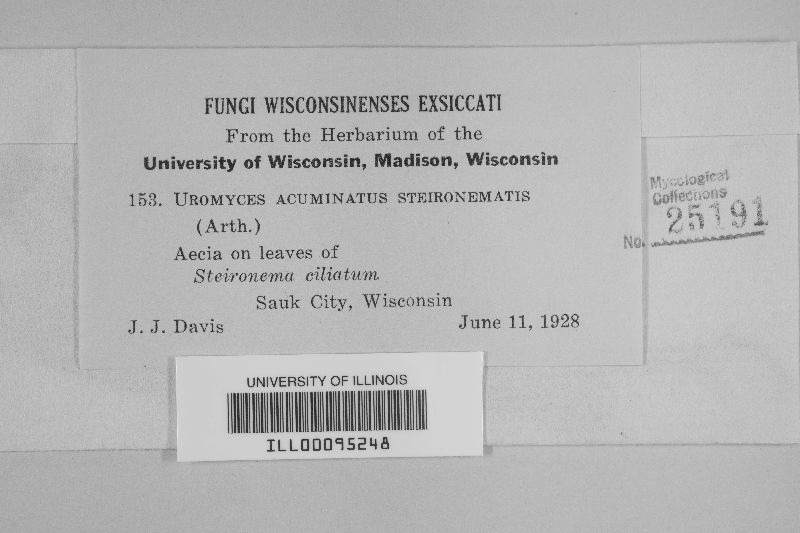 FUNGI WISCONSINENSES EXSICCATI
From the Herbarium of the
University of Wisconsin, Madison, Wisconsin
153. UROMYCES ACUMINATUS STEIRONEMATIS
(Arth.)
Aecia on leaves of
Steironema ciliatum
Sauk City, Wisconsin
J. J. Davis June 11, 1928
Mycological
Collections
No. 25191
UNIVERSITY OF ILLINOIS
ILL00095248